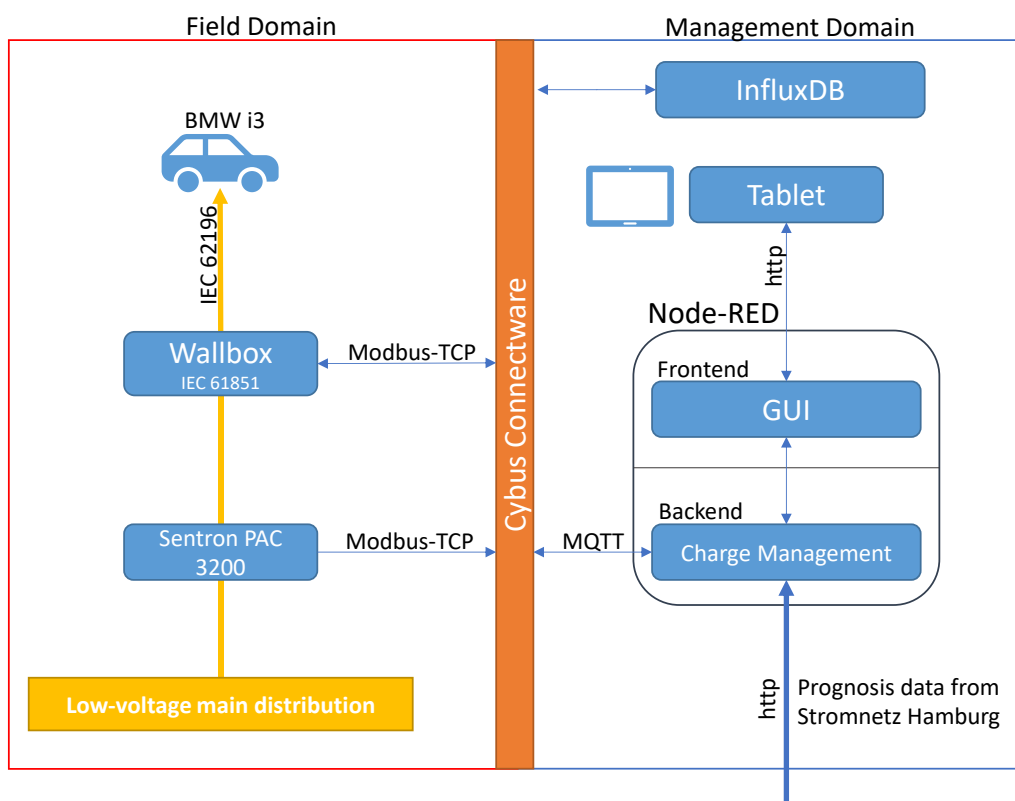 Field Domain
Management Domain
InfluxDB
BMW i3
Tablet
IEC 62196
http
Node-RED
Wallbox
IEC 61851
Modbus-TCP
Cybus Connectware
Frontend
GUI
Backend
Sentron PAC
3200
Modbus-TCP
MQTT
Charge Management
Low-voltage main distribution
http
Prognosis data from
Stromnetz Hamburg